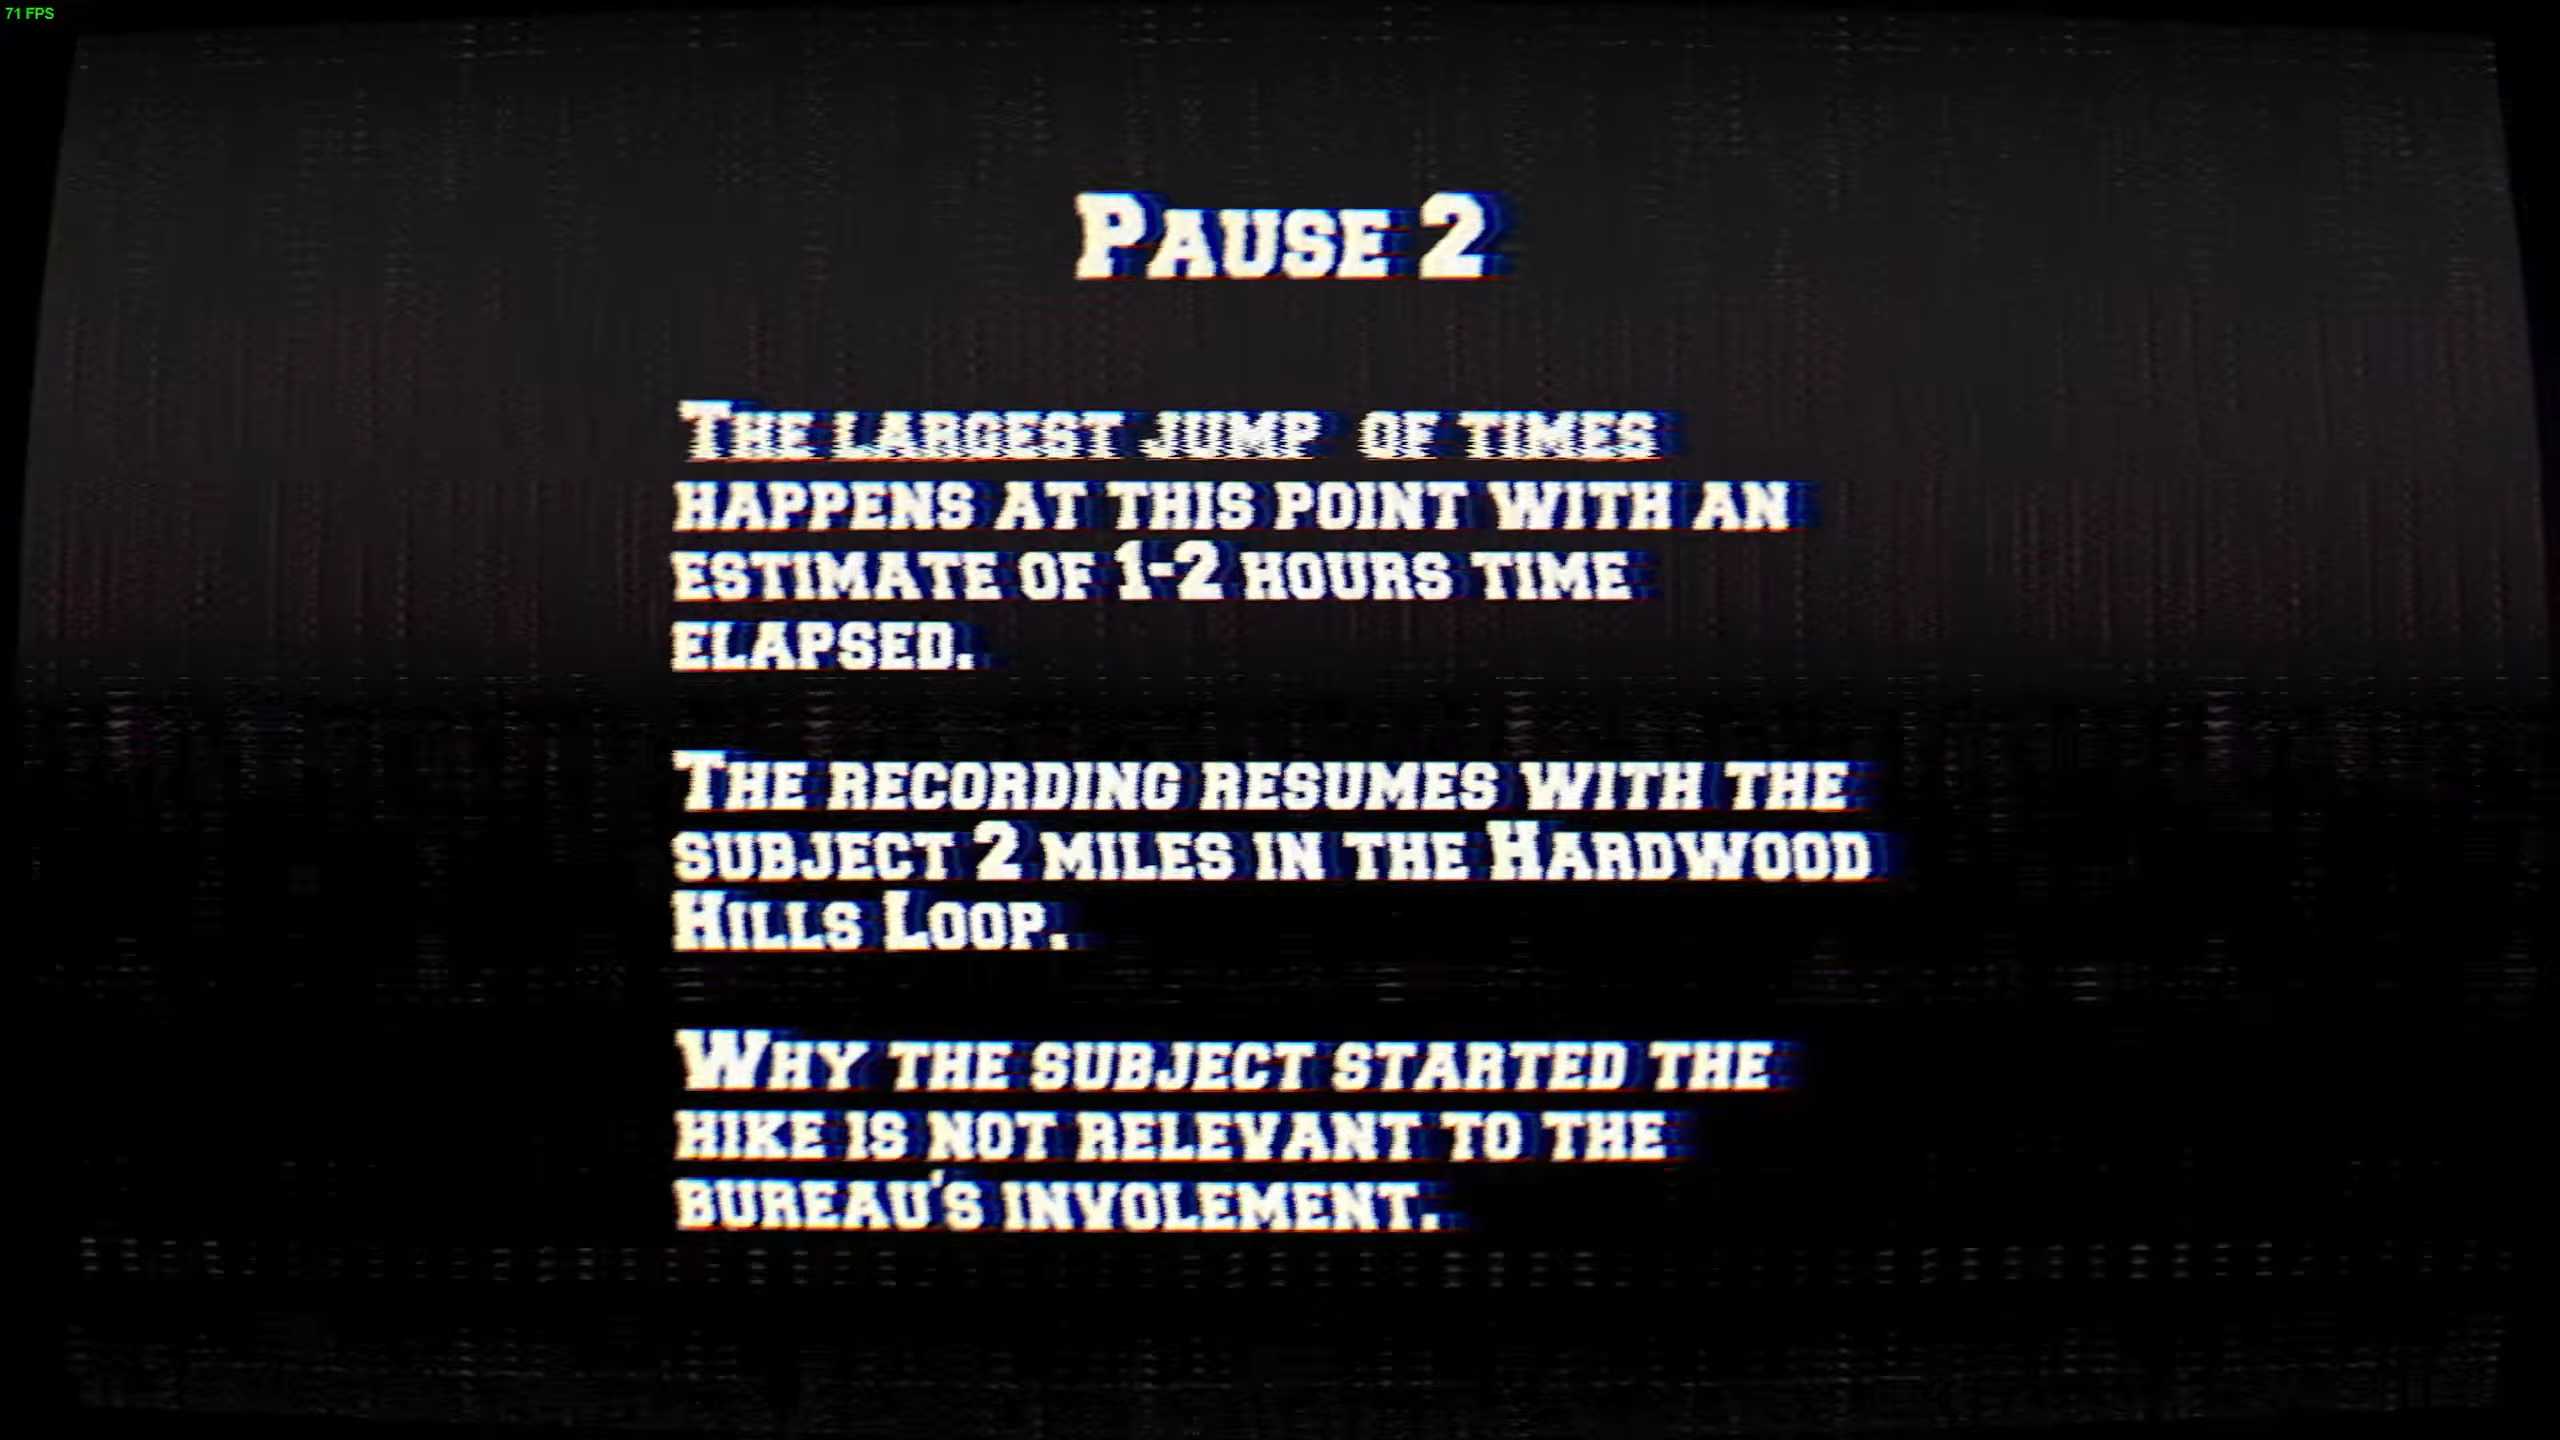 71 FPS
Pause 2
The largest jump  of times
happens at this point with an
estimate of 1-2 hours time
elapsed.
The recording resumes with the
subject 2 miles in the Hardwood
Hills Loop.
Why the subject started the
hike is not relevant to the
bureau's involement.